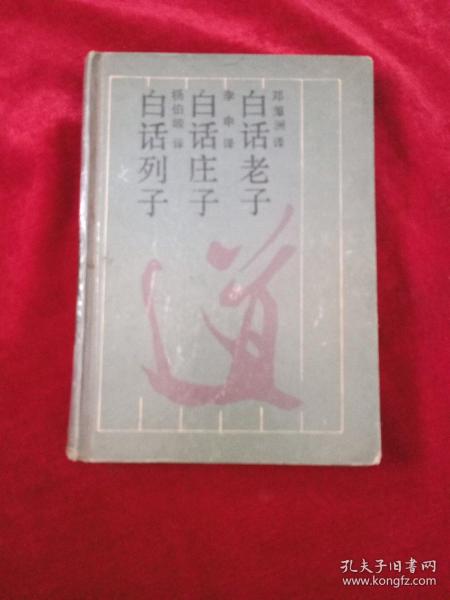 邓潭洲译
白话老子
李申译
白话庄子
杨伯峻译
白话列子
道
孔夫子旧书网
www.kongfz.com